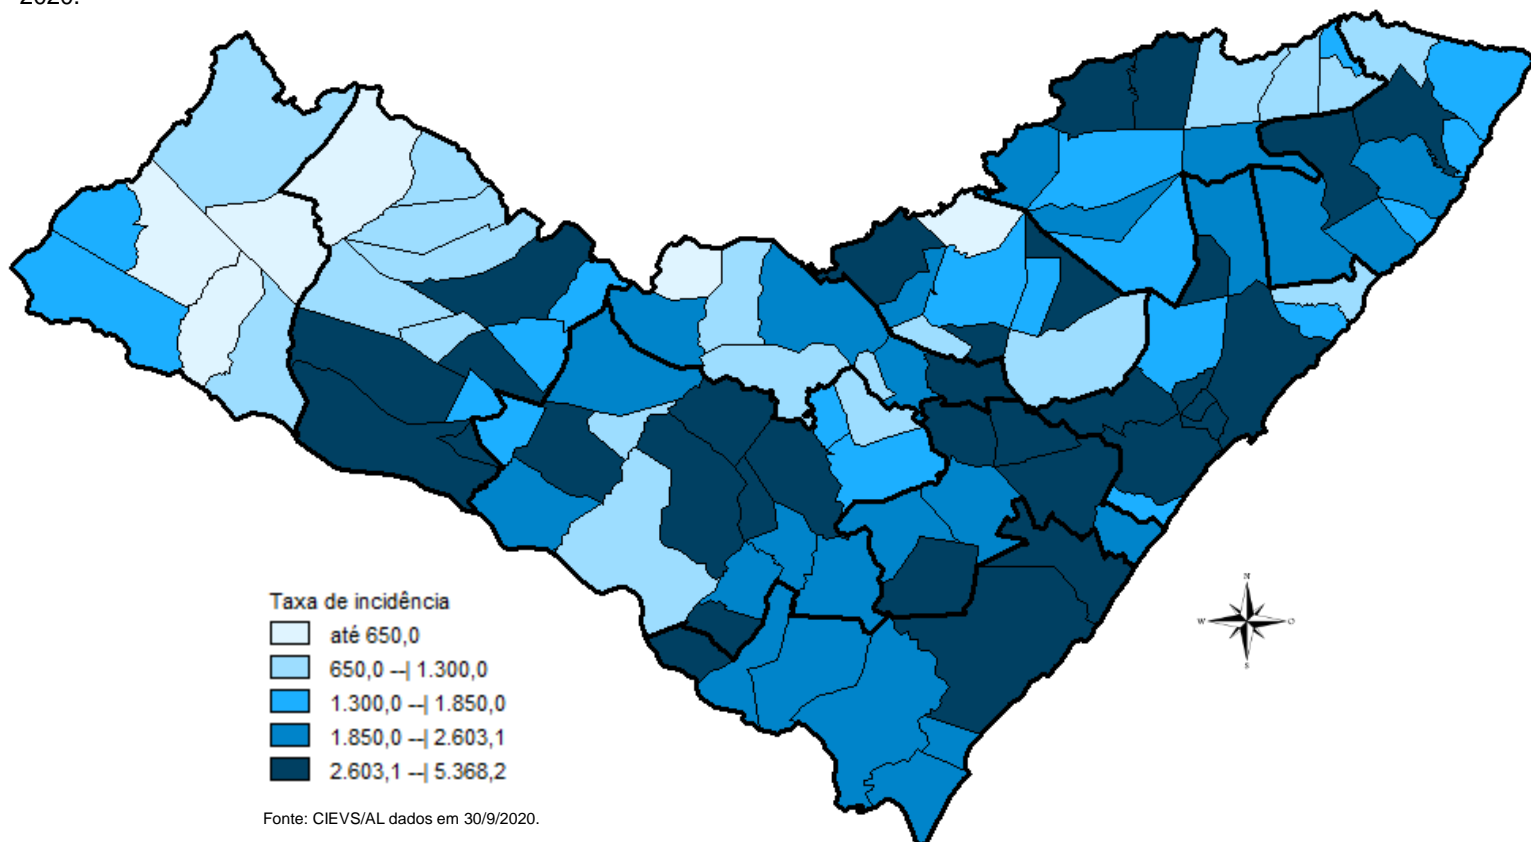 2020.
N
W
O
S
Taxa de incidência
até 650,0
650,0 --| 1.300,0
1.300,0 --| 1.850,0
1.850,0 --| 2.603,1
2.603,1 --| 5.368,2
Fonte: CIEVS/AL dados em 30/9/2020.